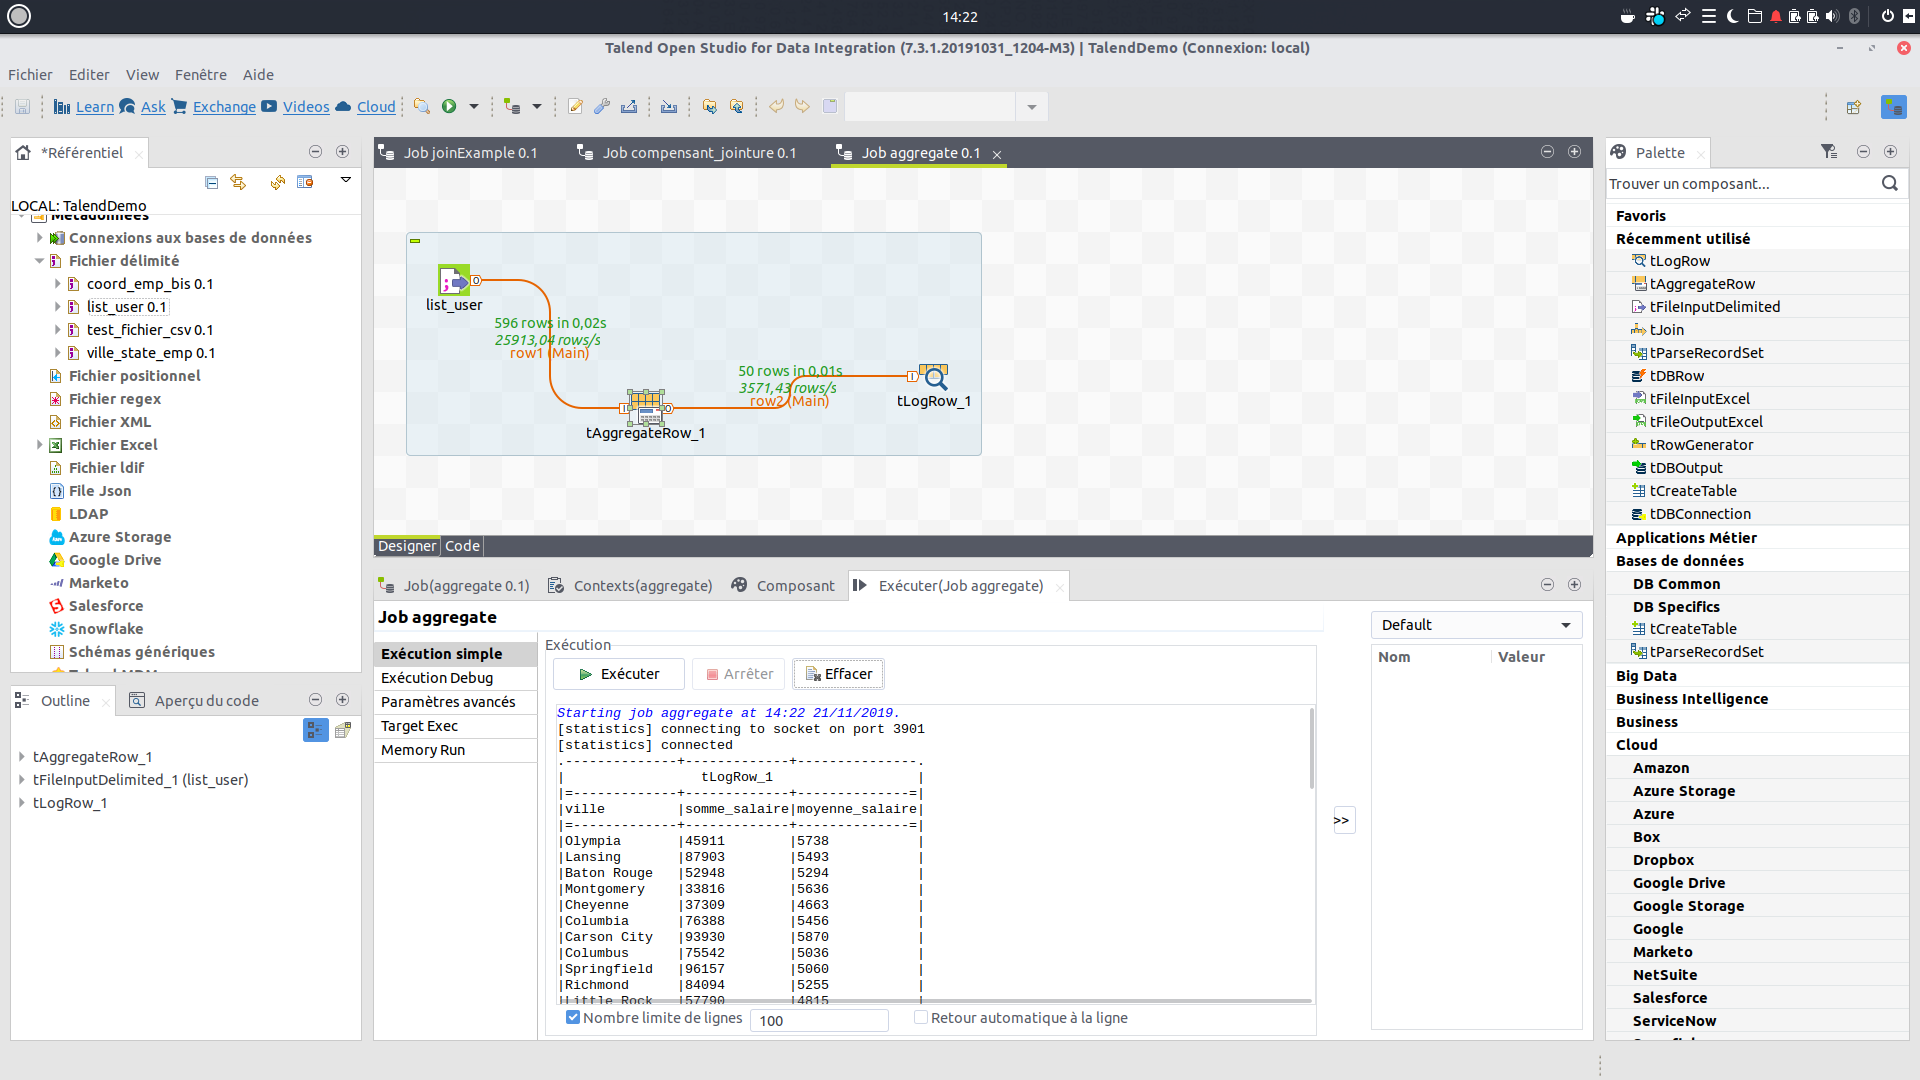 14:22
Talend Open Studio for Data Integration (7.3.1.20191031_1204-M3) | TalendDemo (Connexion: local)
Fichier Editer View Fenêtre Aide
Learn Ask Exchange Videos Cloud
*Référentiel
LOCAL: TalendDemo
Métadonnées
Connexions aux bases de données
Fichier délimité
coord_emp_bis 0.1
list_user 0.1
test_fichier_csv 0.1
ville_state_emp 0.1
Fichier positionnel
Fichier regex
Fichier XML
Fichier Excel
Fichier ldif
File Json
LDAP
Azure Storage
Google Drive
Marketo
Salesforce
Snowflake
Schémas génériques
Outline Aperçu du code
tAggregateRow_1
tFileInputDelimited_1 (list_user)
tLogRow_1
Job joinExample 0.1 Job compensant_jointure 0.1 Job aggregate 0.1
list_user
596 rows in 0,02s
25913,04 rows/s
row1 (Main)
tAggregateRow_1
50 rows in 0,01s
3571,43 rows/s
row2 (Main)
tLogRow_1
Designer Code
Job(aggregate 0.1) Contexts(aggregate) Composant Exécuter(Job aggregate)
Job aggregate
Exécution simple
Exécution Debug
Paramètres avancés
Target Exec
Memory Run
Exécution
Exécuter Arrêter Effacer
Starting job aggregate at 14:22 21/11/2019.
[statistics] connecting to socket on port 3901
[statistics] connected
.--------------+-------------+---------------.
| tLogRow_1 |
|=-------------+-------------+--------------=|
|ville |somme_salaire|moyenne_salaire|
|=-------------+-------------+--------------=|
|Olympia |45911 |5738 |
|Lansing |87903 |5493 |
|Baton Rouge |52948 |5294 |
|Montgomery |33816 |5636 |
|Cheyenne |37309 |4663 |
|Columbia |76388 |5456 |
|Carson City |93930 |5870 |
|Columbus |75542 |5036 |
|Springfield |96157 |5060 |
|Richmond |84094 |5255 |
|Little Rock |57790 |4815 |
Nombre limite de lignes 100 Retour automatique à la ligne
>>
Default
Nom Valeur
Palette
Trouver un composant...
Favoris
Récemment utilisé
tLogRow
tAggregateRow
tFileInputDelimited
tJoin
tParseRecordSet
tDBRow
tFileInputExcel
tFileOutputExcel
tRowGenerator
tDBOutput
tCreateTable
tDBConnection
Applications Métier
Bases de données
DB Common
DB Specifics
tCreateTable
tParseRecordSet
Big Data
Business Intelligence
Business
Cloud
Amazon
Azure Storage
Azure
Box
Dropbox
Google Drive
Google Storage
Google
Marketo
NetSuite
Salesforce
ServiceNow